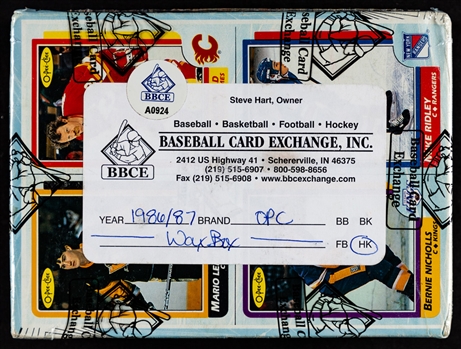 BBCE
A0924
Steve Hart, Owner
Baseball • Basketball • Football • Hockey
BASEBALL CARD EXCHANGE, INC.
2412 US Highway 41 • Schererville, IN 46375
(219) 515-6907 • 800-598-8656
Fax (219) 515-6908 • www.bbcexchange.com
BBCE
YEAR 1986/87 BRAND OPC BB BK
Wax Box FB HK
O-Pee-Chee
MIKE RIDLEY
C • RANGERS
O-Pee-Chee
MARIO LE
O-Pee-Chee
BERNIE NICHOLLS
C • KINGS
Baseball Card
Exchange